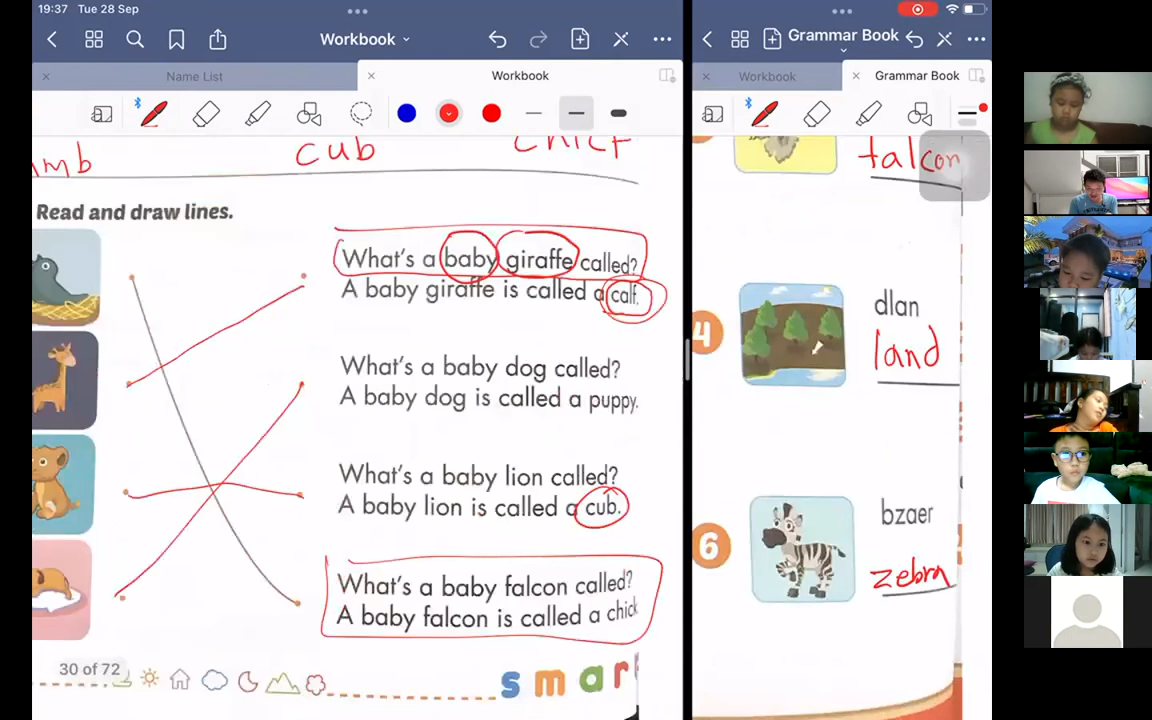 19:37 Tue 28 Sep
Workbook
Grammar Book
Name List
Workbook
Workbook
Grammar Book
cub
falcon
Read and draw lines.
What's a baby giraffe called?
A baby giraffe is called a calf.
What's a baby dog called?
A baby dog is called a puppy.
What's a baby lion called?
A baby lion is called a cub.
What's a baby falcon called?
A baby falcon is called a chick
30 of 72
smar
4
dlan
land
6
bzaer
zebra